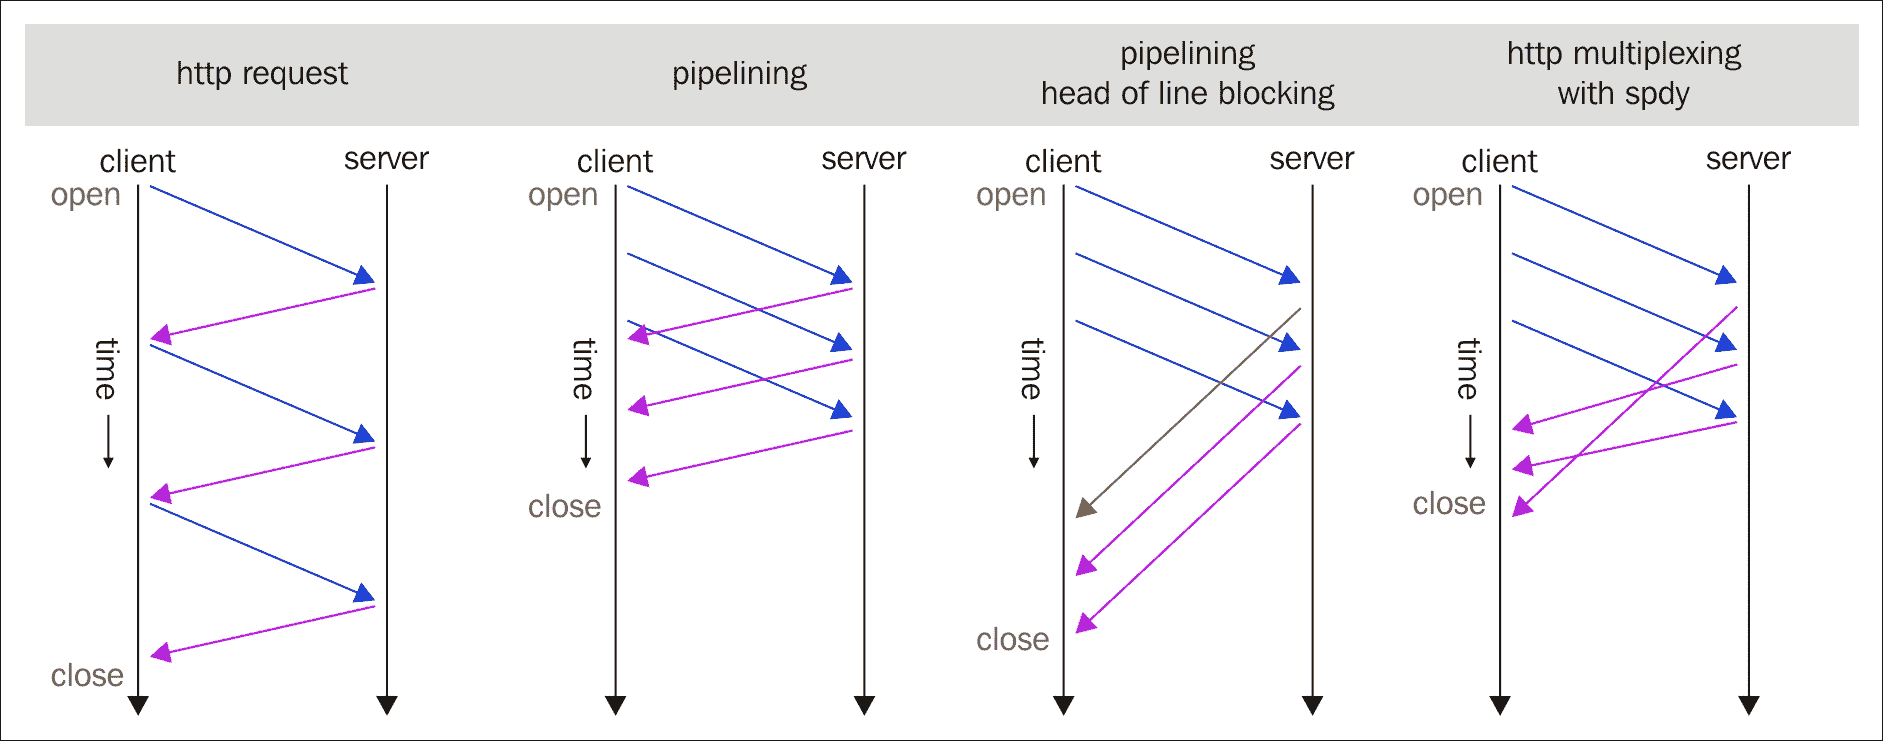 http request
pipelining
pipelining
head of line blocking
http multiplexing
with spdy
client
server
open
time
close
client
server
open
time
close
client
server
open
time
close
client
server
open
time
close